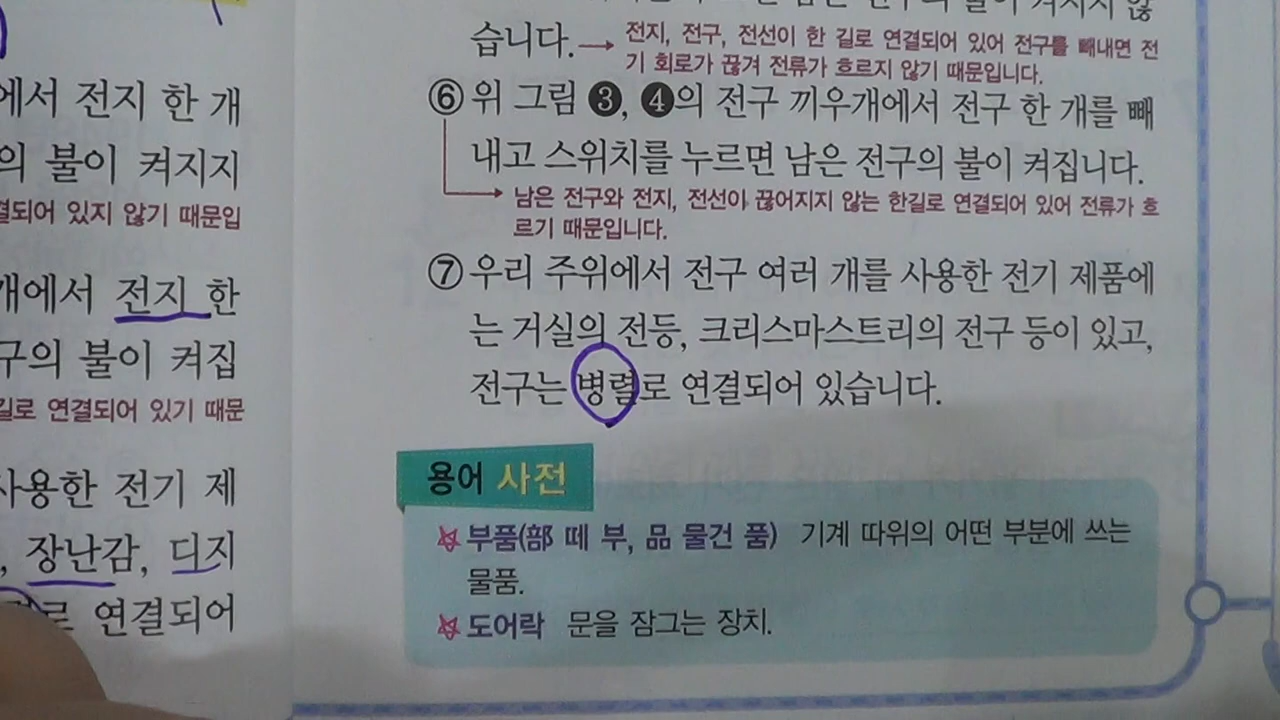 에서 전지 한 개
의 불이 켜지지
결되어 있지 않기 때문입
개에서 전지 한
구의 불이 켜집
길로 연결되어 있기 때문
사용한 전기 제
, 장난감, 디지
로 연결되어
습니다. → 전지, 전구, 전선이 한 길로 연결되어 있어 전구를 빼내면 전
기 회로가 끊겨 전류가 흐르지 않기 때문입니다.
⑥ 위 그림 ❸, ❹의 전구 끼우개에서 전구 한 개를 빼
내고 스위치를 누르면 남은 전구의 불이 켜집니다.
남은 전구와 전지, 전선이 끊어지지 않는 한길로 연결되어 있어 전류가 흐
르기 때문입니다.
⑦ 우리 주위에서 전구 여러 개를 사용한 전기 제품에
는 거실의 전등, 크리스마스트리의 전구 등이 있고,
전구는 병렬로 연결되어 있습니다.
용어 사전
부품(部 떼 부, 品 물건 품) 기계 따위의 어떤 부분에 쓰는
물품.
도어락 문을 잠그는 장치.